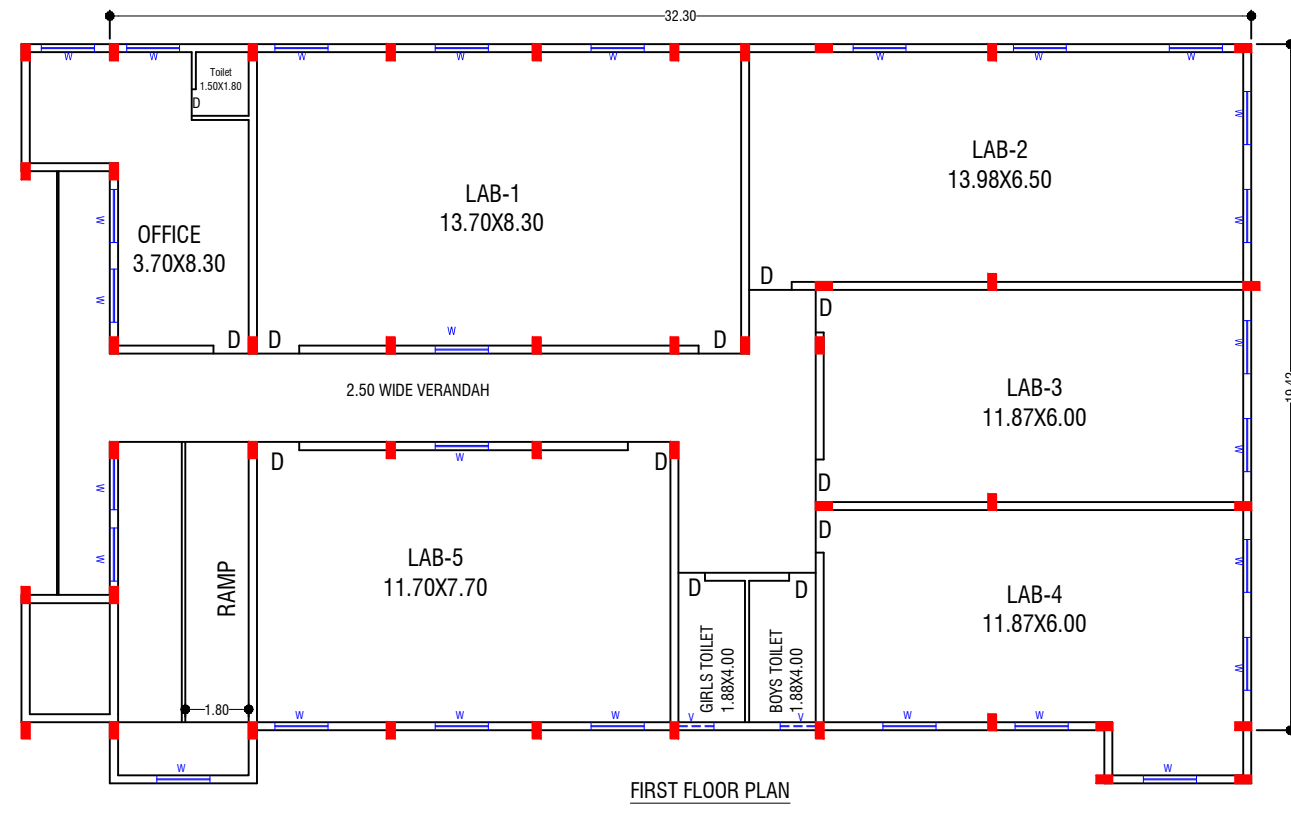 32.30
W
W
W
W
W
W
W
W
Toilet
1.50X1.80
D
W
LAB-1
13.70X8.30
LAB-2
13.98X6.50
W
W
OFFICE
3.70X8.30
W
D
D
D
W
D
D
W
2.50 WIDE VERANDAH
LAB-3
11.87X6.00
19.42
W
D
D
W
D
W
D
W
RAMP
LAB-5
11.70X7.70
W
D
D
LAB-4
11.87X6.00
W
GIRLS TOILET
1.88X4.00
BOYS TOILET
1.88X4.00
1.80
W
W
W
V
V
W
W
W
W
FIRST FLOOR PLAN